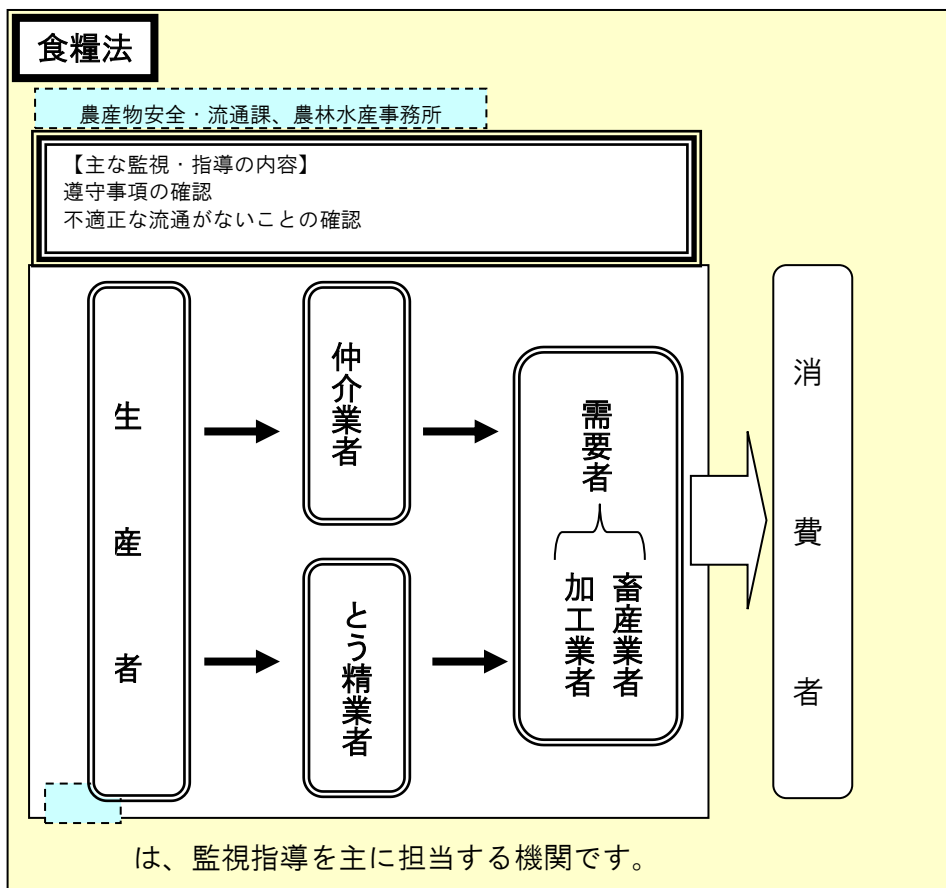 食糧法
農産物安全・流通課、農林水産事務所
【主な監視・指導の内容】
遵守事項の確認
不適正な流通がないことの確認
生産者
仲介業者
とう精業者
需要者
畜産業者
加工業者
消費者
は、監視指導を主に担当する機関です。